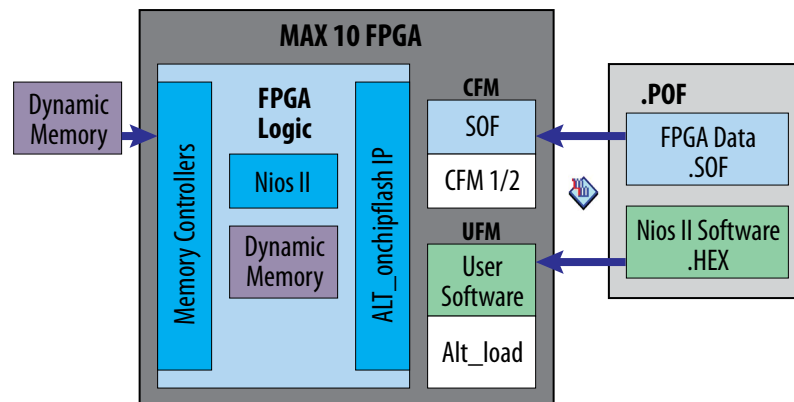 MAX 10 FPGA
Dynamic
Memory
Memory Controllers
FPGA
Logic
Nios II
Dynamic
Memory
ALT_onchipflash IP
CFM
SOF
CFM 1/2
UFM
User
Software
Alt_load
.POF
FPGA Data
.SOF
Nios II Software
.HEX